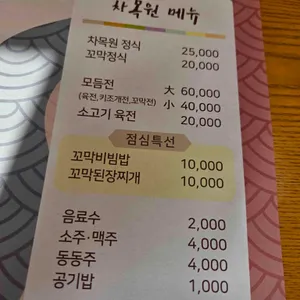 차목원 메뉴
차목원 정식 25,000
꼬막정식 20,000
모듬전 大 60,000
(육전,키조개전,꼬막전) 小 40,000
소고기 육전 20,000
점심특선
꼬막비빔밥 10,000
꼬막된장찌개 10,000
음료수 2,000
소주·맥주 4,000
동동주 4,000
공기밥 1,000